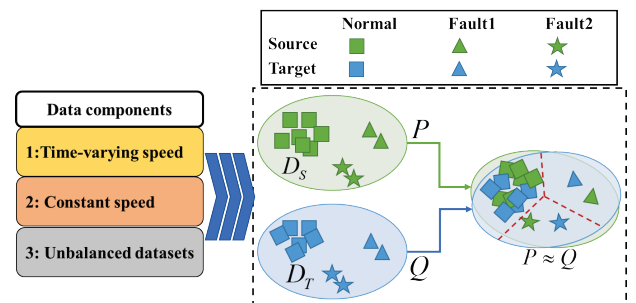 Normal Fault1 Fault2
Source
Target
Data components
1:Time-varying speed
2: Constant speed
3: Unbalanced datasets
D_S
P
D_T
Q
P ≈ Q